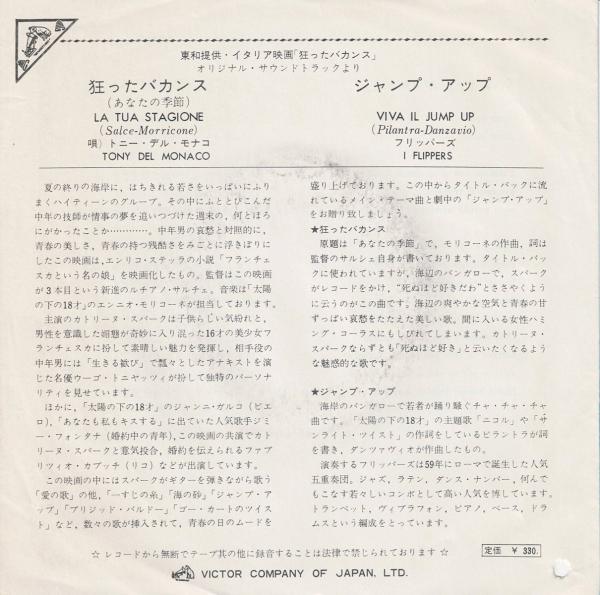 東和提供・イタリア映画「狂ったバカンス」
オリジナル・サウンドトラックより
狂ったバカンス
(あなたの季節)
LA TUA STAGIONE
(Salce-Morricone)
唄) トニー・デル・モナコ
TONY DEL MONACO
ジャンプ・アップ
VIVA IL JUMP UP
(Pilantra-Danzavio)
フリッパーズ
I FLIPPERS
夏の終りの海岸に，はちきれる若さをいっぱいにふり
まくハイティーンのグループ。その中にふととびこんだ
中年の技師が情事の夢を追いつづけた週末の，何とほろ
にがかったことか…………。中年男の哀愁と対照的に，
青春の美しさ，青春の持つ残酷さをみごとに浮きぼりに
したこの映画は，エンリコ・ステッラの小説「フランチェ
スカという名の娘」を映画化したもの。監督はこの映画
が3本目という新進のルチアノ・サルチェ。音楽は「太陽
の下の18才」のエンニオ・モリコーネが担当しております。
主演のカトリーヌ・スパークは子供らしい気紛れと，
男性を意識した媚態が奇妙に入り混った16才の美少女フ
ランチェスカに扮して素晴しい魅力を発揮し，相手役の
中年男には「生きる歓び」で飄々としたアナキストを演
じた名優ウーゴ・トニヤッツィが扮して独特のパーソナ
リティを見せています。
ほかに，「太陽の下の18才」のジャンニ・ガルコ（ピエ
ロ），「あなたも私もキスする」に出ていた人気歌手ジミ
ー・フォンタナ（婚約中の青年），この映画の共演でカトリ
ーヌ・スパークと意気投合，婚約を伝えられるファブ
リツィオ・カプッチ（リコ）などが出演しています。
この映画の中にはスパークがギターを弾きながら歌う
「愛の歌」の他，「一すじの糸」「海の砂」「ジャンプ・ア
ップ」「ブリジッド・バルドー」「ゴー・カートのツイス
ト」など，数々の歌が挿入されて，青春の日のムードを
盛り上げております。この中からタイトル・バックに流
れているメイン・テーマ曲と劇中の「ジャンプ・アップ」
をお贈り致しましょう。
★狂ったバカンス
原題は「あなたの季節」で，モリコーネの作曲，詞は
監督のサルシェ自身が書いております。タイトル・バッ
クに使われていますが，海辺のバンガローで，スパーク
がレコードをかけ，“死ぬほど好きだわ”とささやくよう
に云うのがこの曲です。海辺の爽やかな空気と青春の甘
ずっぱい哀愁をたたえた美しい歌。間に入いる女性ハミ
ング・コーラスにもしびれてしまいます。カトリーヌ・
スパークならずとも“死ぬほど好き”と云いたくなるよう
な魅惑的な歌です。
★ジャンプ・アップ
海岸のバンガローで若者が踊り騒ぐチャ・チャ・チャ
曲です。「太陽の下の18才」の主題歌「ニコル」や「サ
ンライト・ツイスト」の作詞をしているピラントラが詞
を書き，ダンツァヴィオが作曲したもの。
演奏するフリッパーズは59年にローマで誕生した人気
五重奏団。ジャズ，ラテン，ダンス・ナンバー，何んで
もこなす若々しいコンボとして高い人気を博しています。
トランペット，ヴィブラフォン，ピアノ，ベース，ドラ
ムスという編成をとっています。
☆ レコードから無断でテープ其の他に録音することは法律で禁じられております ☆
定価 ¥ 330.
VICTOR COMPANY OF JAPAN, LTD.